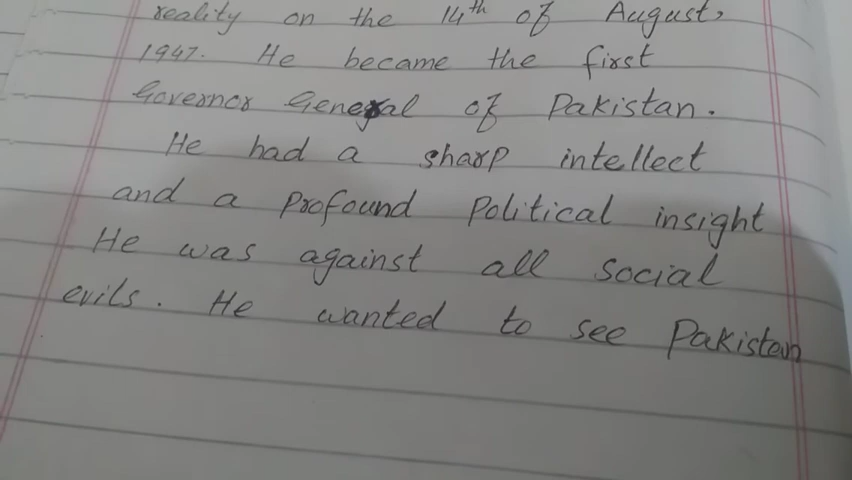 reality on the 14th of August,
1947. He became the first
Governor General of Pakistan.
He had a sharp intellect
and a profound political insight
He was against all social
evils. He wanted to see Pakistan